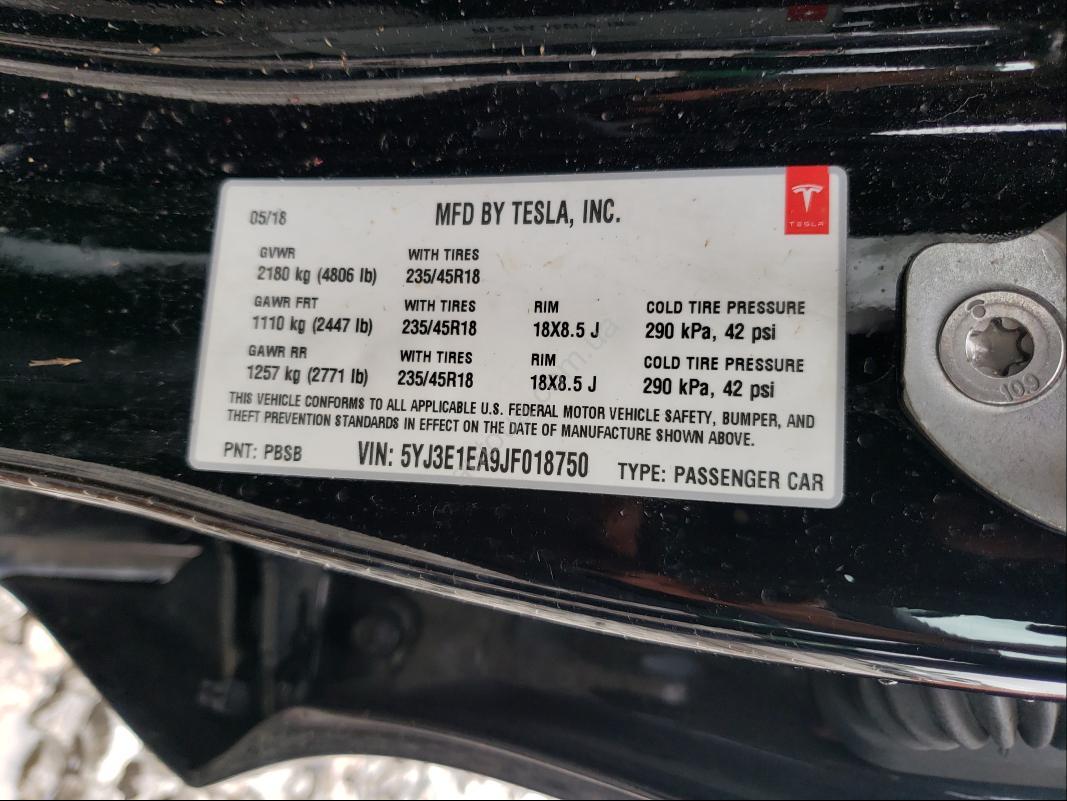 05/18 MFD BY TESLA, INC. TESLA
GVWR WITH TIRES
2180 kg (4806 lb) 235/45R18
GAWR FRT WITH TIRES RIM COLD TIRE PRESSURE
1110 kg (2447 lb) 235/45R18 18X8.5 J 290 kPa, 42 psi
GAWR RR WITH TIRES RIM COLD TIRE PRESSURE
1257 kg (2771 lb) 235/45R18 18X8.5 J 290 kPa, 42 psi
THIS VEHICLE CONFORMS TO ALL APPLICABLE U.S. FEDERAL MOTOR VEHICLE SAFETY, BUMPER, AND
THEFT PREVENTION STANDARDS IN EFFECT ON THE DATE OF MANUFACTURE SHOWN ABOVE.
PNT: PBSB VIN: 5YJ3E1EA9JF018750 TYPE: PASSENGER CAR
10.9